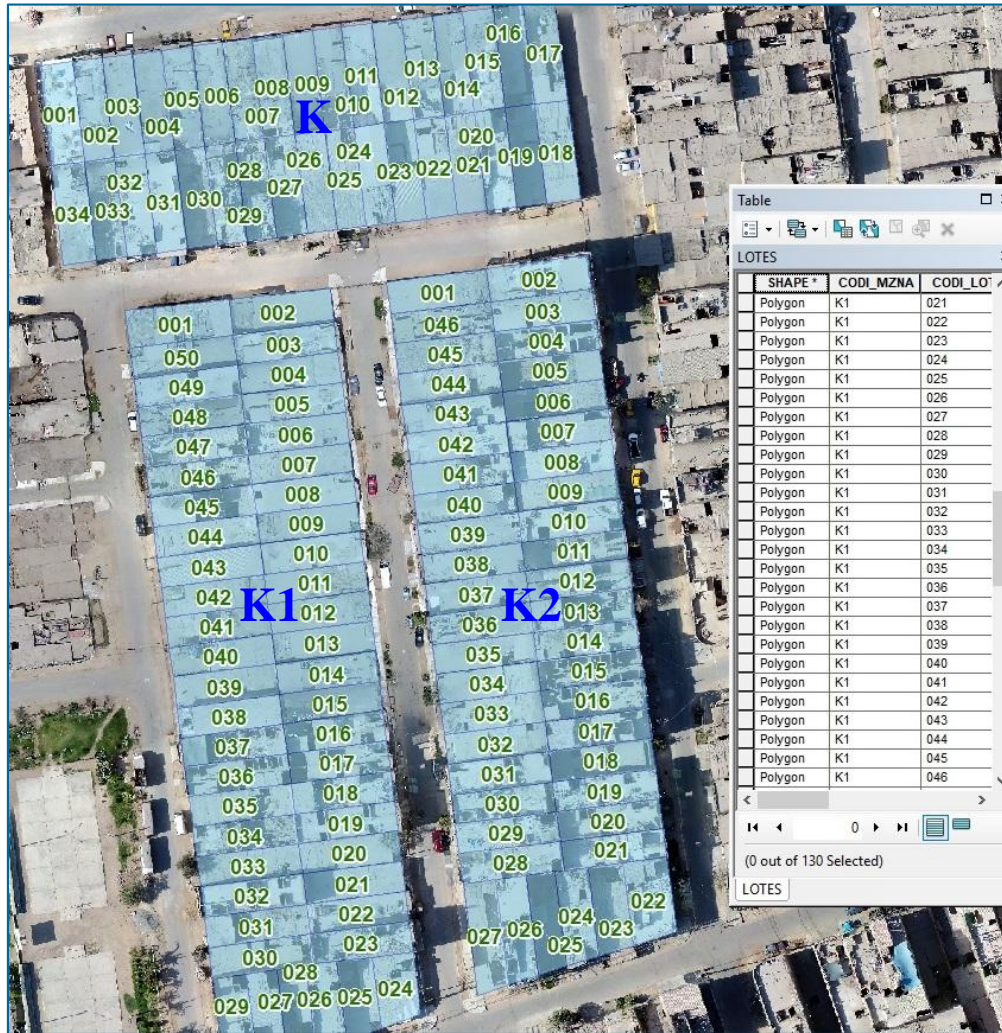 016
015 017
013
011 014
008 009 012
005 006 010
003 007
001 004
002
K
020
024 021 019 018
026 023 022
028 025
032 030 027
034 033 031 029
001 002
050 003
049 004
048 005
047 006
046 007
045 008
044 009
043 010
042 011
041 012
040 013
039 014
038 015
037 016
036 017
035 018
034 019
033 020
032 021
031 022
030 023
028
029 027 026 025 024
K1
001 002
046 003
045 004
044 005
043 006
042 007
041 008
040 009
039 010
038 011
037 012
036 013
035 014
034 015
033 016
032 017
031 018
030 019
029 020
028 021
022
024
027 026 023
025
K2
Table
LOTES
SHAPE * CODI_MZNA CODI_LOT
Polygon K1 021
Polygon K1 022
Polygon K1 023
Polygon K1 024
Polygon K1 025
Polygon K1 026
Polygon K1 027
Polygon K1 028
Polygon K1 029
Polygon K1 030
Polygon K1 031
Polygon K1 032
Polygon K1 033
Polygon K1 034
Polygon K1 035
Polygon K1 036
Polygon K1 037
Polygon K1 038
Polygon K1 039
Polygon K1 040
Polygon K1 041
Polygon K1 042
Polygon K1 043
Polygon K1 044
Polygon K1 045
Polygon K1 046
0
(0 out of 130 Selected)
LOTES